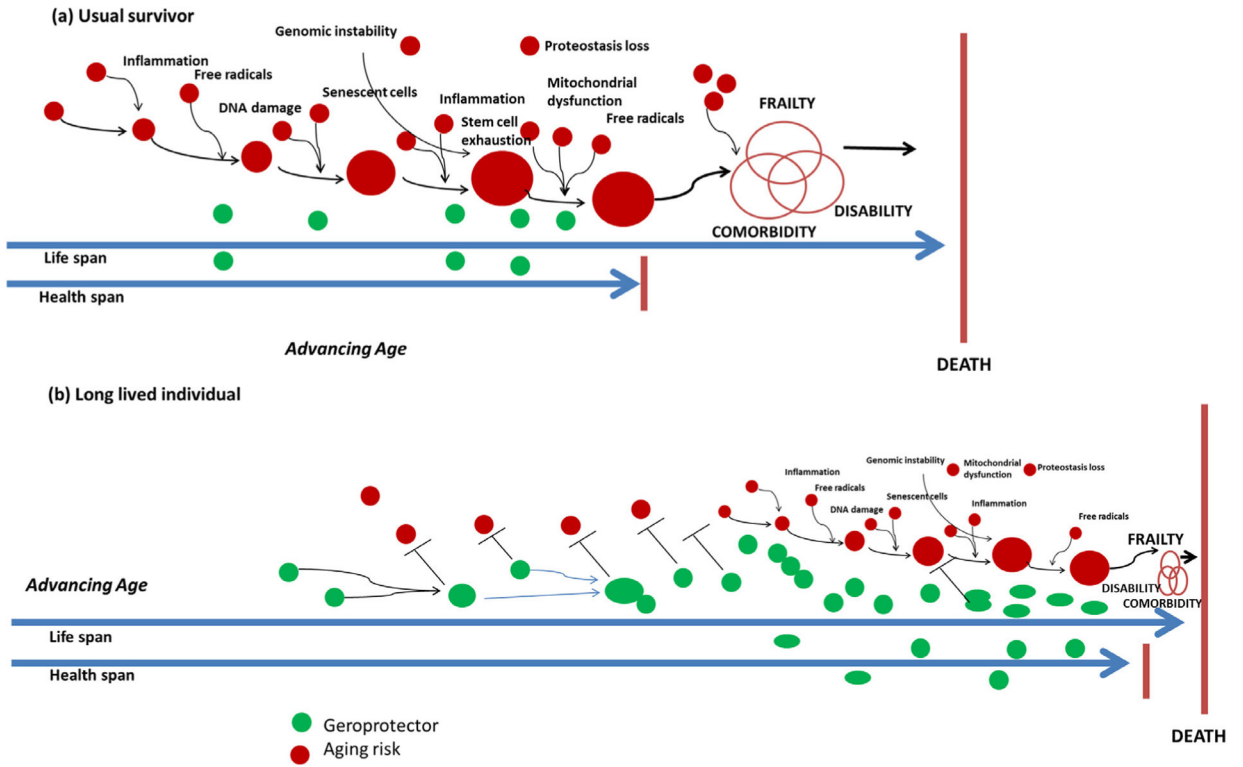 (a) Usual survivor
Genomic instability
Proteostasis loss
Inflammation
Free radicals
Mitochondrial
dysfunction
Senescent cells
DNA damage
Inflammation
Stem cell
exhaustion
Free radicals
FRAILTY
DISABILITY
COMORBIDITY
Life span
Health span
Advancing Age
DEATH
(b) Long lived individual
Genomic instability
Mitochondrial
dysfunction
Proteostasis loss
Inflammation
Free radicals
Senescent cells
DNA damage
Inflammation
Free radicals
FRAILTY
DISABILITY
COMORBIDITY
Advancing Age
Life span
Health span
DEATH
Geroprotector
Aging risk